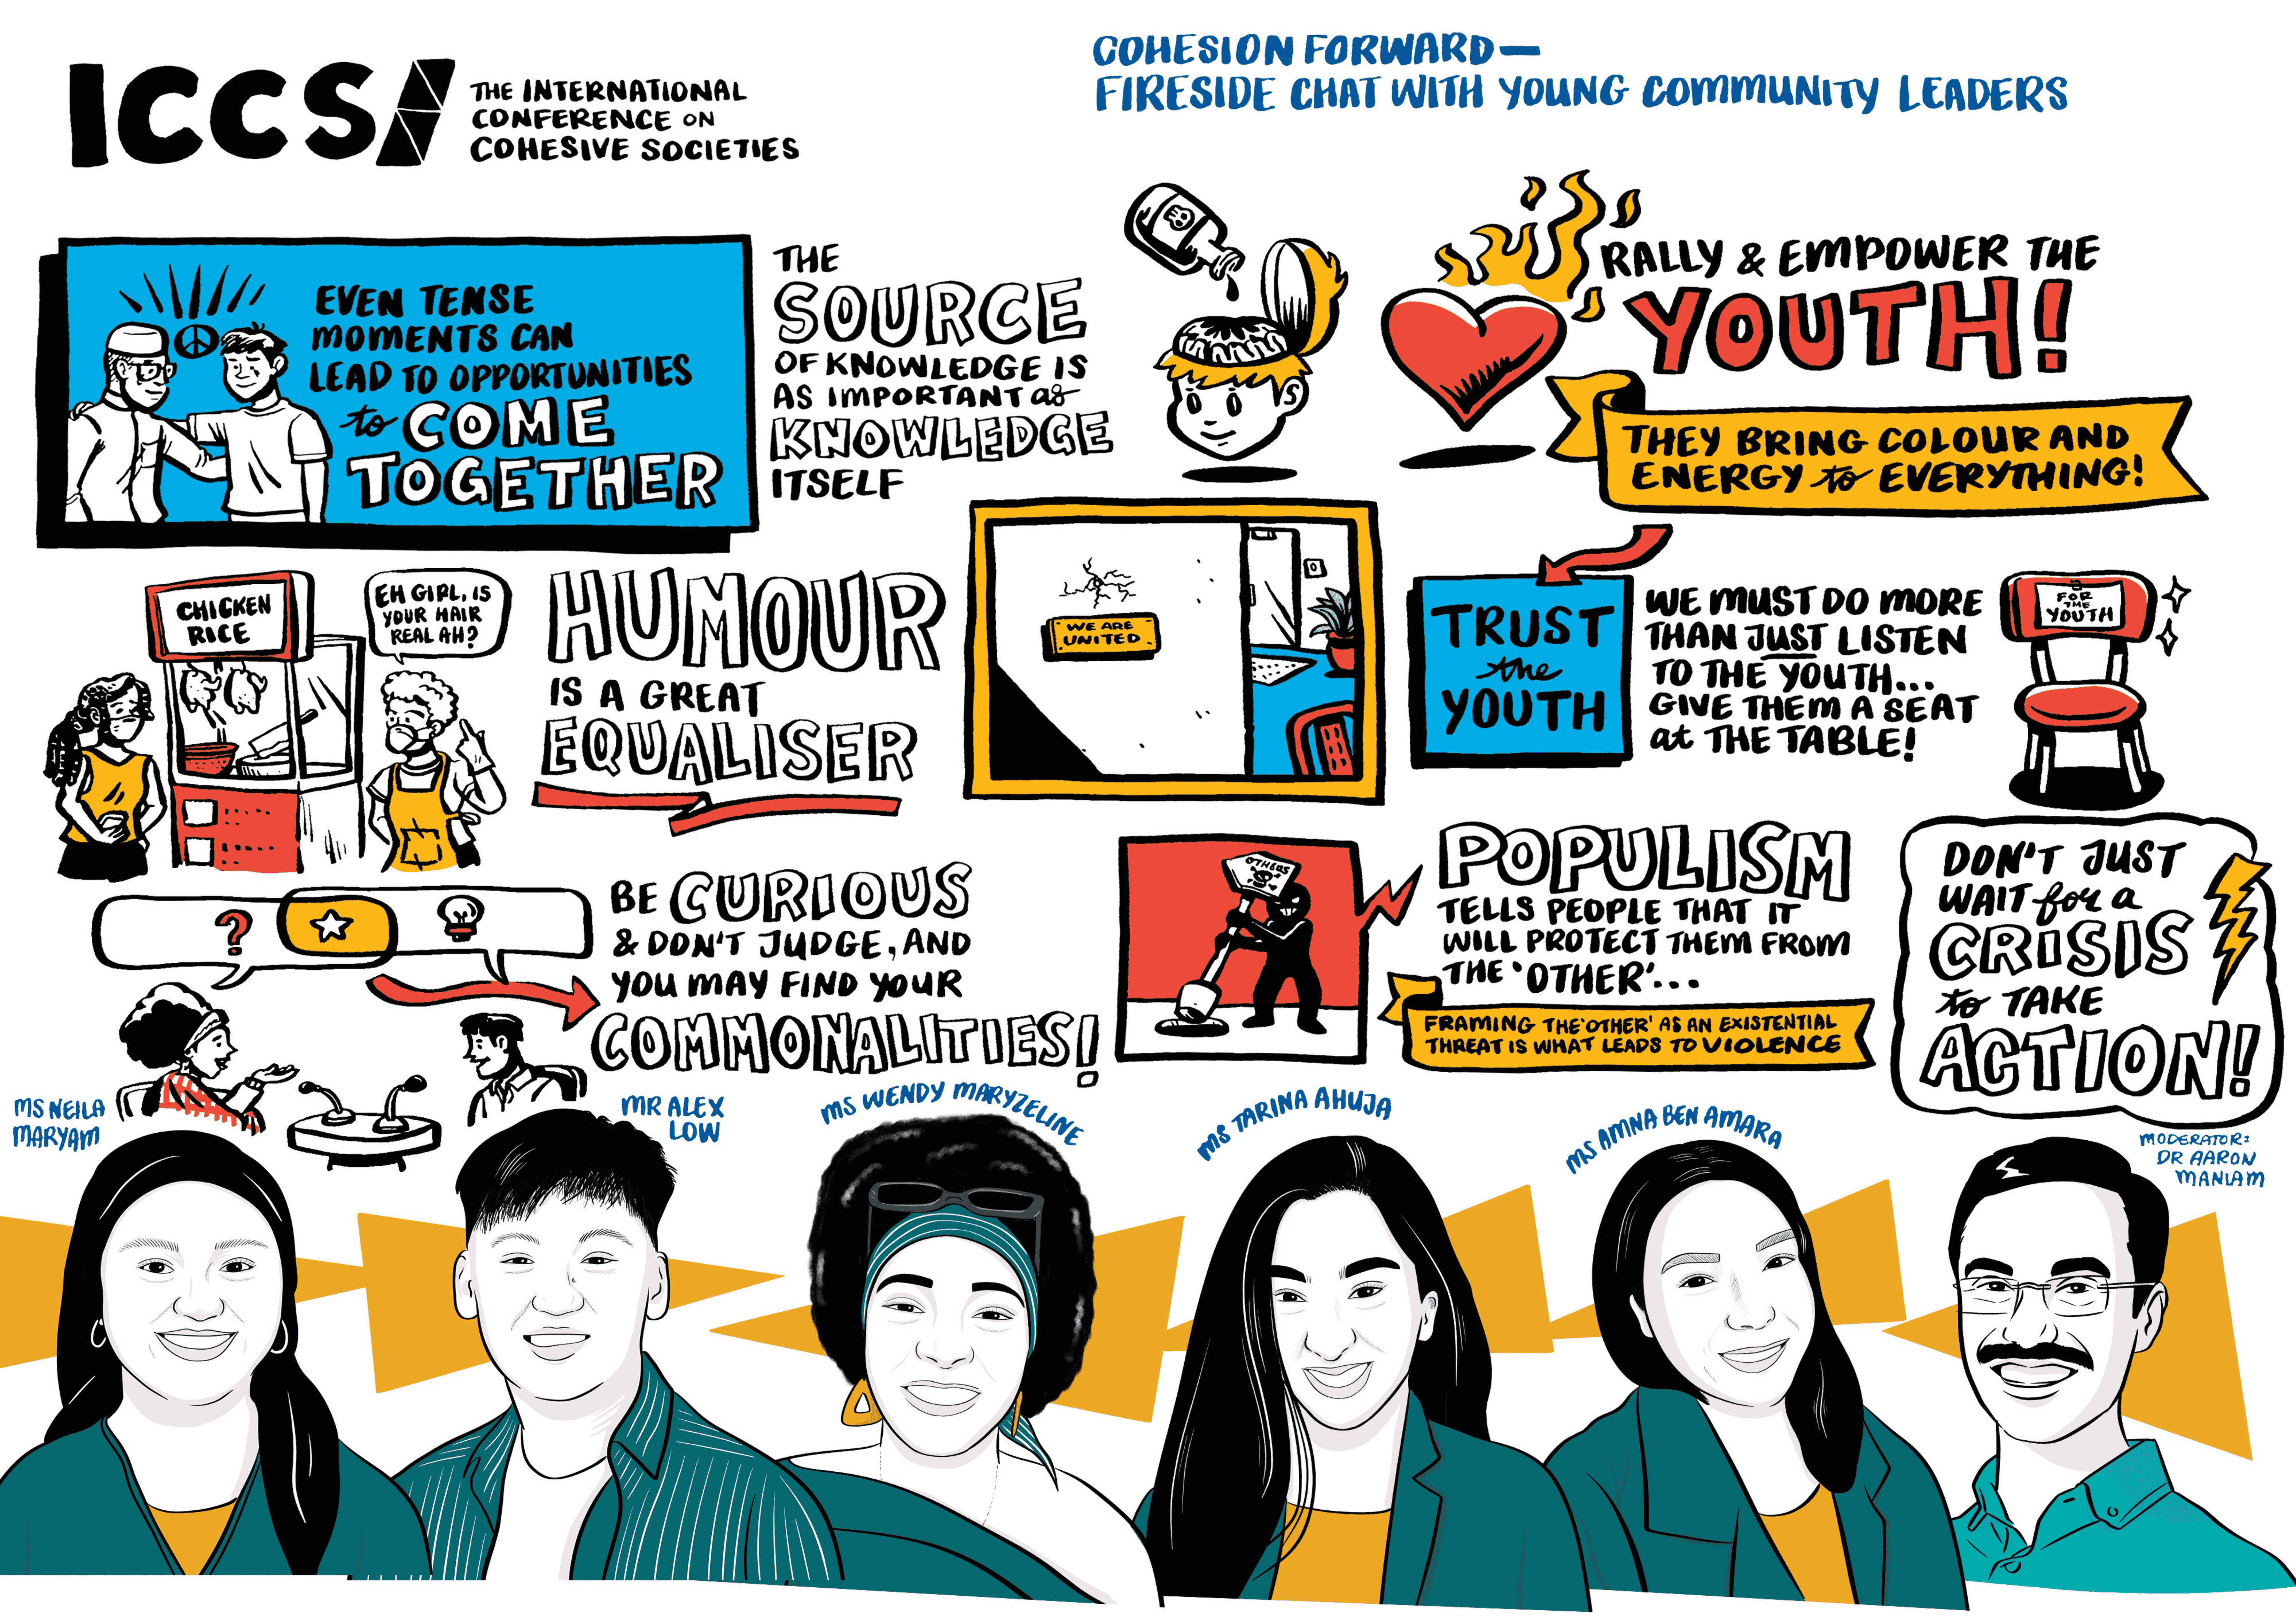 ICCS/
THE INTERNATIONAL
CONFERENCE ON
COHESIVE SOCIETIES
COHESION FORWARD—
FIRESIDE CHAT WITH YOUNG COMMUNITY LEADERS
EVEN TENSE
MOMENTS CAN
LEAD TO OPPORTUNITIES
to COME
TOGETHER
THE
SOURCE
OF KNOWLEDGE IS
AS IMPORTANT as
KNOWLEDGE
ITSELF
RALLY & EMPOWER THE
YOUTH!
THEY BRING COLOUR AND
ENERGY to EVERYTHING!
CHICKEN
RICE
EH GIRL, IS
YOUR HAIR
REAL AH?
HUMOUR
IS A GREAT
EQUALISER
WE ARE
UNITED
TRUST
the
YOUTH
WE MUST DO MORE
THAN JUST LISTEN
TO THE YOUTH...
GIVE THEM A SEAT
at THE TABLE!
FOR
THE
YOUTH
?
BE CURIOUS
& DON'T JUDGE, AND
YOU MAY FIND YOUR
COMMONALITIES!
OTHERS
POPULISM
TELLS PEOPLE THAT IT
WILL PROTECT THEM FROM
THE 'OTHER'...
FRAMING THE 'OTHER' AS AN EXISTENTIAL
THREAT IS WHAT LEADS TO VIOLENCE
DON'T JUST
WAIT for a
CRISIS
to TAKE
ACTION!
MS NEILA
MARYAM
MR ALEX
LOW
MS WENDY MARYZELINE
MS TARINA AHUJA
MS AMNA BEN AMARA
MODERATOR:
DR AARON
MANIAM